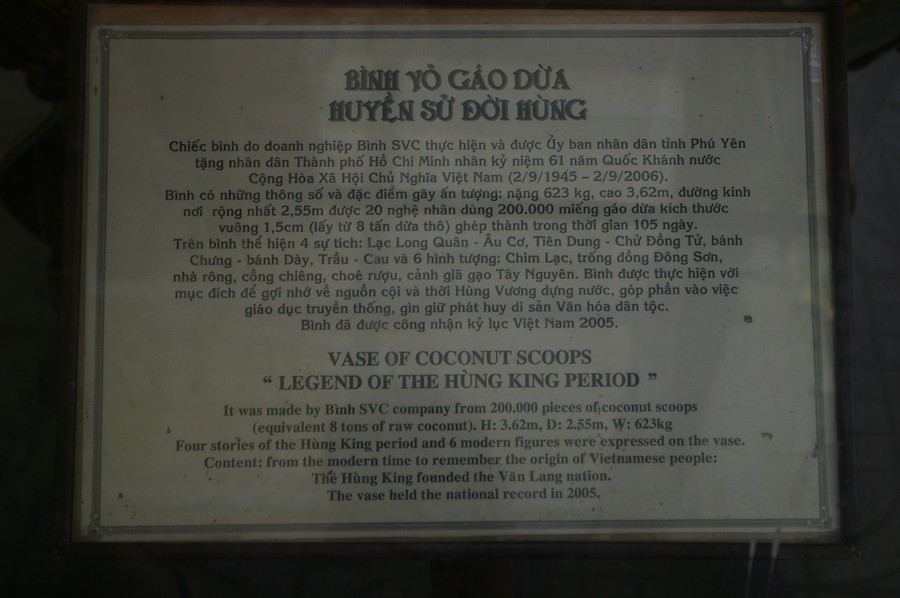 BÌNH VỎ GÁO DỪA
HUYỀN SỬ ĐỜI HÙNG
Chiếc bình do doanh nghiệp Bình SVC thực hiện và được Ủy ban nhân dân tỉnh Phú Yên
tặng nhân dân Thành phố Hồ Chí Minh nhân kỷ niệm 61 năm Quốc Khánh nước
Cộng Hòa Xã Hội Chủ Nghĩa Việt Nam (2/9/1945 – 2/9/2006).
Bình có những thông số và đặc điểm gây ấn tượng: nặng 623 kg, cao 3,62m, đường kính
nơi rộng nhất 2,55m được 20 nghệ nhân dùng 200.000 miếng gáo dừa kích thước
vuông 1,5cm (lấy từ 8 tấn dừa thô) ghép thành trong thời gian 105 ngày.
Trên bình thể hiện 4 sự tích: Lạc Long Quân - Âu Cơ, Tiên Dung - Chử Đồng Tử, bánh
Chưng - bánh Dày, Trầu - Cau và 6 hình tượng: Chim Lạc, trống đồng Đông Sơn,
nhà rông, cồng chiêng, choé rượu, cảnh giã gạo Tây Nguyên. Bình được thực hiện với
mục đích để gợi nhớ về nguồn cội và thời Hùng Vương dựng nước, góp phần vào việc
giáo dục truyền thống, gìn giữ phát huy di sản Văn hóa dân tộc.
Bình đã được công nhận kỷ lục Việt Nam 2005.
VASE OF COCONUT SCOOPS
“ LEGEND OF THE HÙNG KING PERIOD ”
It was made by Bình SVC company from 200.000 pieces of coconut scoops
(equivalent 8 tons of raw coconut). H: 3.62m, D: 2.55m, W: 623kg
Four stories of the Hùng King period and 6 modern figures were expressed on the vase.
Content: from the modern time to remember the origin of Vietnamese people:
The Hùng King founded the Văn Lang nation.
The vase held the national record in 2005.